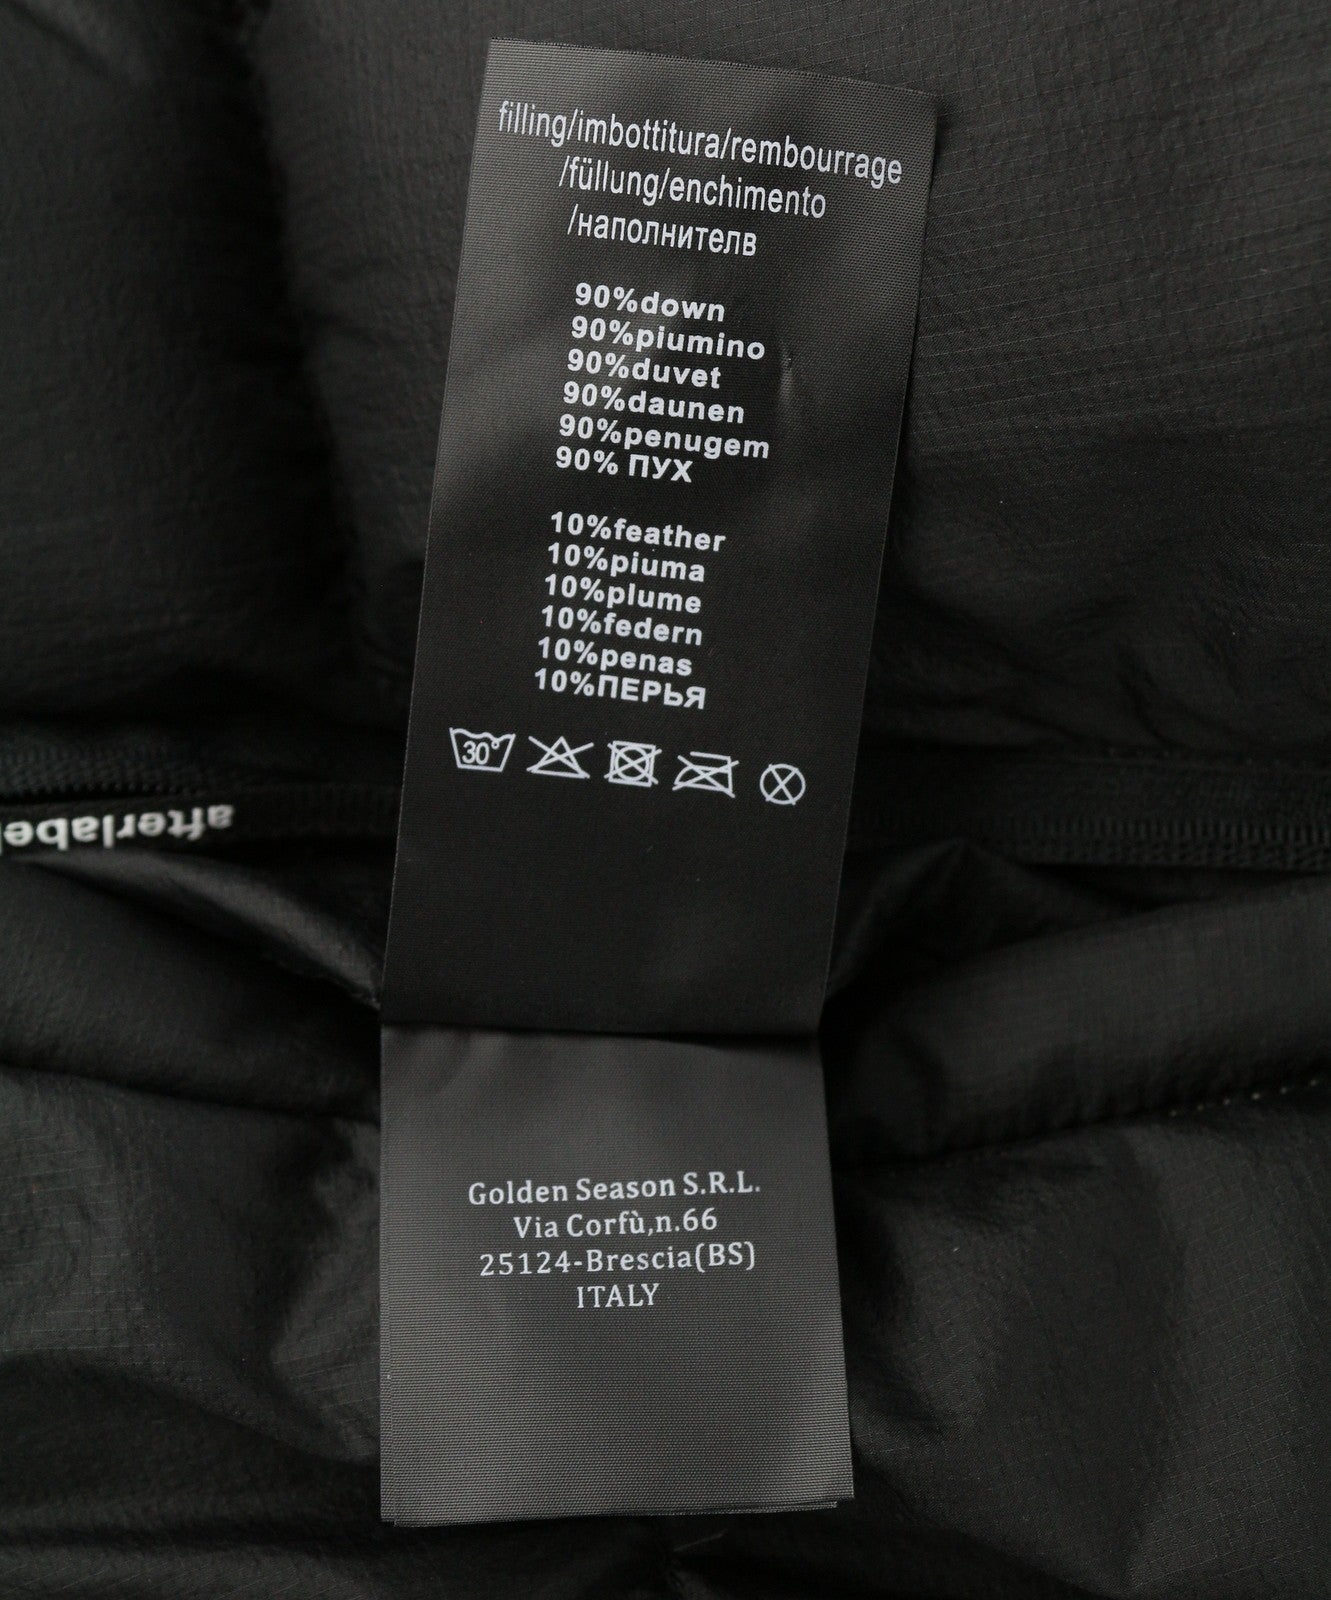 filling/imbottitura/rembourrage
/füllung/enchimento
/наполнителв
90%down
90%piumino
90%duvet
90%daunen
90%penugem
90% ПУХ
10%feather
10%piuma
10%plume
10%federn
10%penas
10%ПЕРЬЯ
30°
afterlabel
Golden Season S.R.L.
Via Corfù,n.66
25124-Brescia(BS)
ITALY